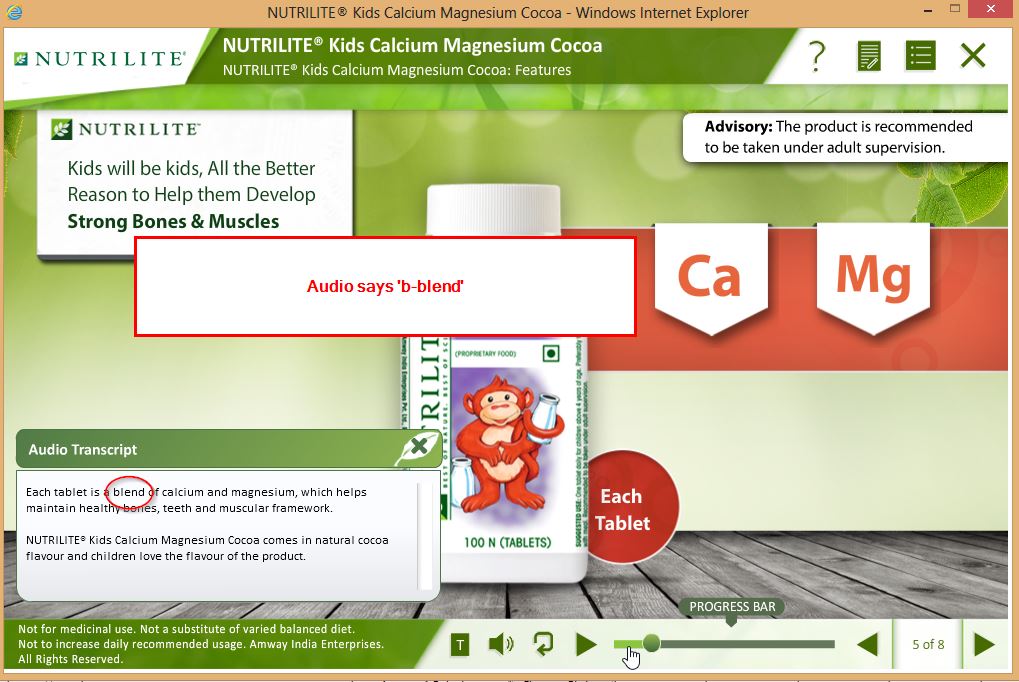 NUTRILITE® Kids Calcium Magnesium Cocoa - Windows Internet Explorer
NUTRILITE®
NUTRILITE® Kids Calcium Magnesium Cocoa
NUTRILITE® Kids Calcium Magnesium Cocoa: Features
?
NUTRILITE™
Kids will be kids, All the Better
Reason to Help them Develop
Strong Bones & Muscles
Advisory: The product is recommended
to be taken under adult supervision.
Audio says 'b-blend'
Ca
Mg
(PROPRIETARY FOOD)
BEST OF NATURE. BEST OF
100 N (TABLETS)
Each
Tablet
Audio Transcript
Each tablet is a blend of calcium and magnesium, which helps
maintain healthy bones, teeth and muscular framework.
NUTRILITE® Kids Calcium Magnesium Cocoa comes in natural cocoa
flavour and children love the flavour of the product.
PROGRESS BAR
Not for medicinal use. Not a substitute of varied balanced diet.
Not to increase daily recommended usage. Amway India Enterprises.
All Rights Reserved.
T
5 of 8